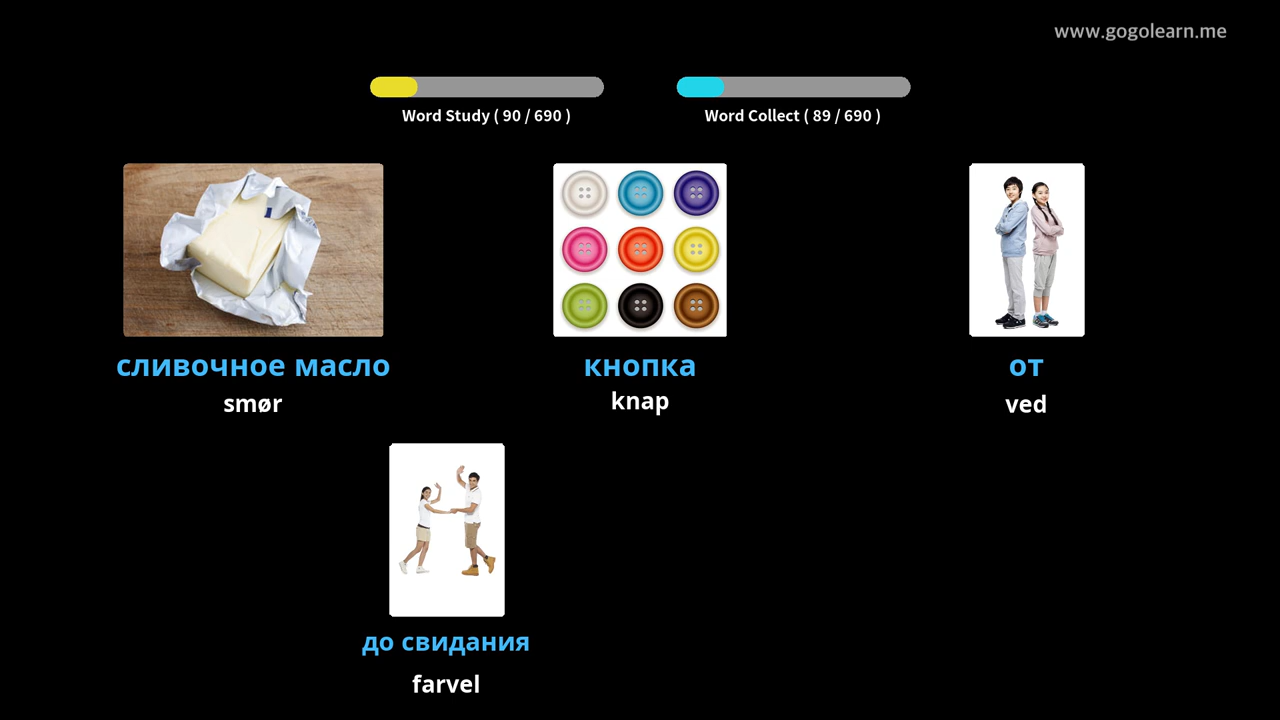 www.gogolearn.me
Word Study ( 90 / 690 )
Word Collect ( 89 / 690 )
сливочное масло
smør
кнопка
knap
от
ved
до свидания
farvel